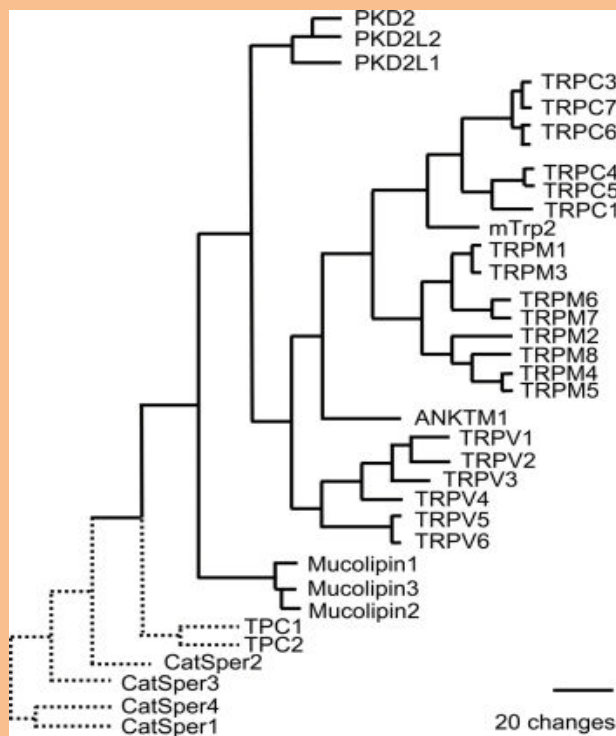 PKD2
PKD2L2
PKD2L1
TRPC3
TRPC7
TRPC6
TRPC4
TRPC5
TRPC1
mTrp2
TRPM1
TRPM3
TRPM6
TRPM7
TRPM2
TRPM8
TRPM4
TRPM5
ANKTM1
TRPV1
TRPV2
TRPV3
TRPV4
TRPV5
TRPV6
Mucolipin1
Mucolipin3
Mucolipin2
TPC1
TPC2
CatSper2
CatSper3
CatSper4
CatSper1
20 changes